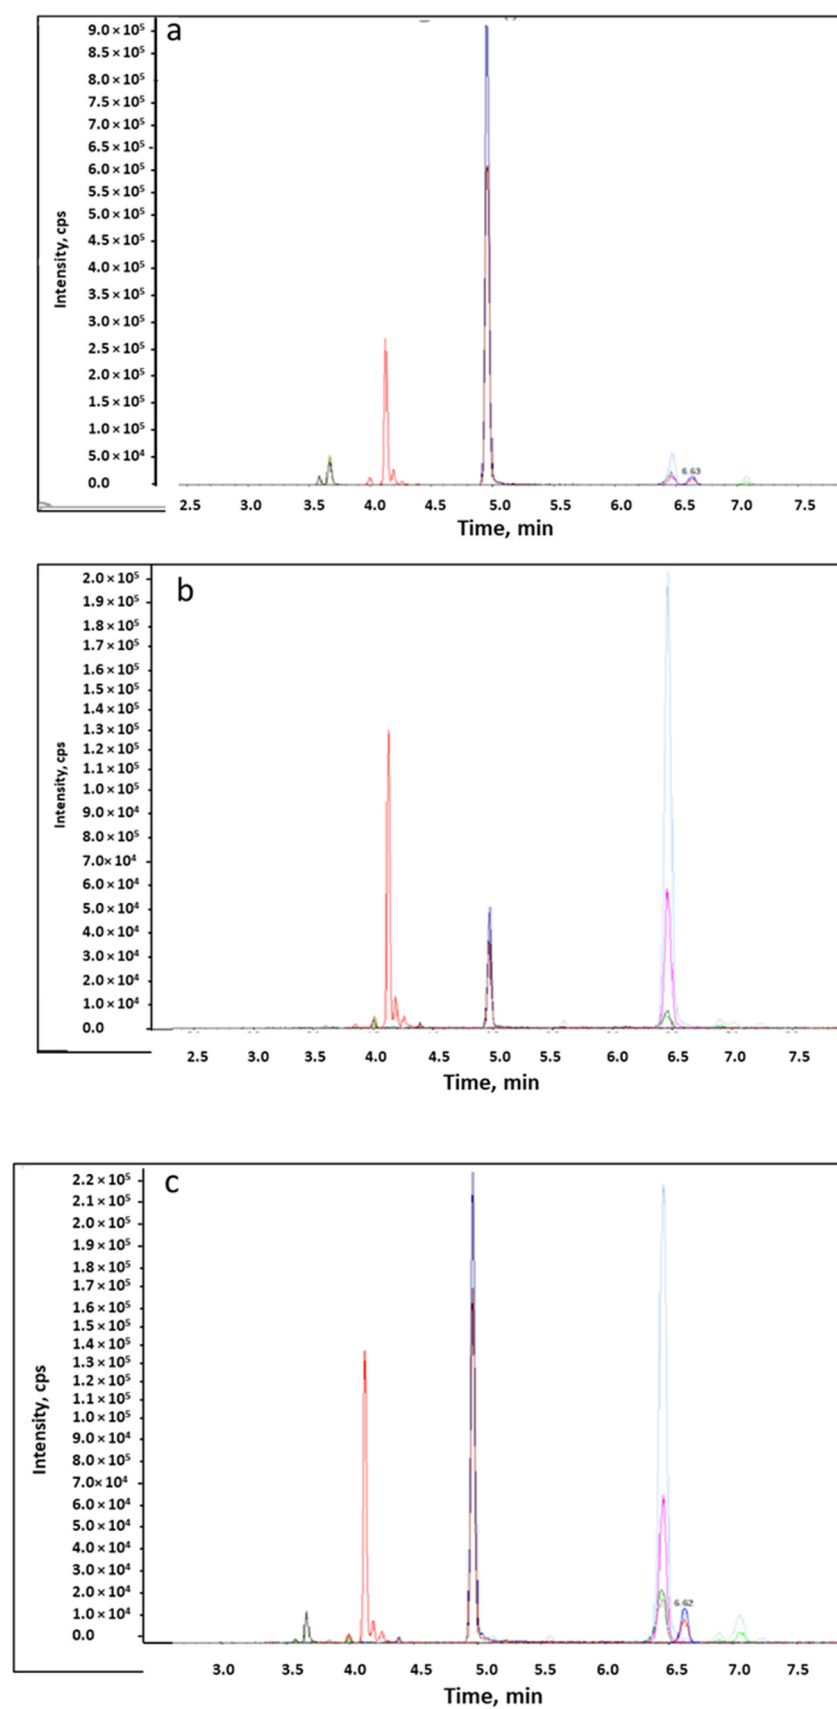 a
9.0 × 10⁵
8.5 × 10⁵
8.0 × 10⁵
7.5 × 10⁵
7.0 × 10⁵
6.5 × 10⁵
6.0 × 10⁵
5.5 × 10⁵
5.0 × 10⁵
4.5 × 10⁵
4.0 × 10⁵
3.5 × 10⁵
3.0 × 10⁵
2.5 × 10⁵
2.0 × 10⁵
1.5 × 10⁵
1.0 × 10⁵
5.0 × 10⁴
0.0
Intensity, cps
6.63
2.5 3.0 3.5 4.0 4.5 5.0 5.5 6.0 6.5 7.0 7.5
Time, min
b
2.0 × 10⁵
1.9 × 10⁵
1.8 × 10⁵
1.7 × 10⁵
1.6 × 10⁵
1.5 × 10⁵
1.4 × 10⁵
1.3 × 10⁵
1.2 × 10⁵
1.1 × 10⁵
1.0 × 10⁵
9.0 × 10⁴
8.0 × 10⁵
7.0× 10⁴
6.0 × 10⁴
5.0 × 10⁴
4.0 × 10⁴
3.0 × 10⁴
2.0 × 10⁴
1.0 × 10⁴
0.0
Intensity, cps
2.5 3.0 3.5 4.0 4.5 5.0 5.5 6.0 6.5 7.0 7.5
Time, min
c
2.2 × 10⁵
2.1 × 10⁵
2.0 × 10⁵
1.9 × 10⁵
1.8 × 10⁵
1.7 × 10⁵
1.6 × 10⁵
1.5 × 10⁵
1.4 × 10⁵
1.3 × 10⁵
1.2 × 10⁵
1.1 × 10⁵
1.0 × 10⁵
9.0 × 10⁴
8.0 × 10⁵
7.0× 10⁴
6.0 × 10⁴
5.0 × 10⁴
4.0 × 10⁴
3.0 × 10⁴
2.0 × 10⁴
1.0 × 10⁴
0.0
Intensity, cps
6.62
3.0 3.5 4.0 4.5 5.0 5.5 6.0 6.5 7.0 7.5
Time, min